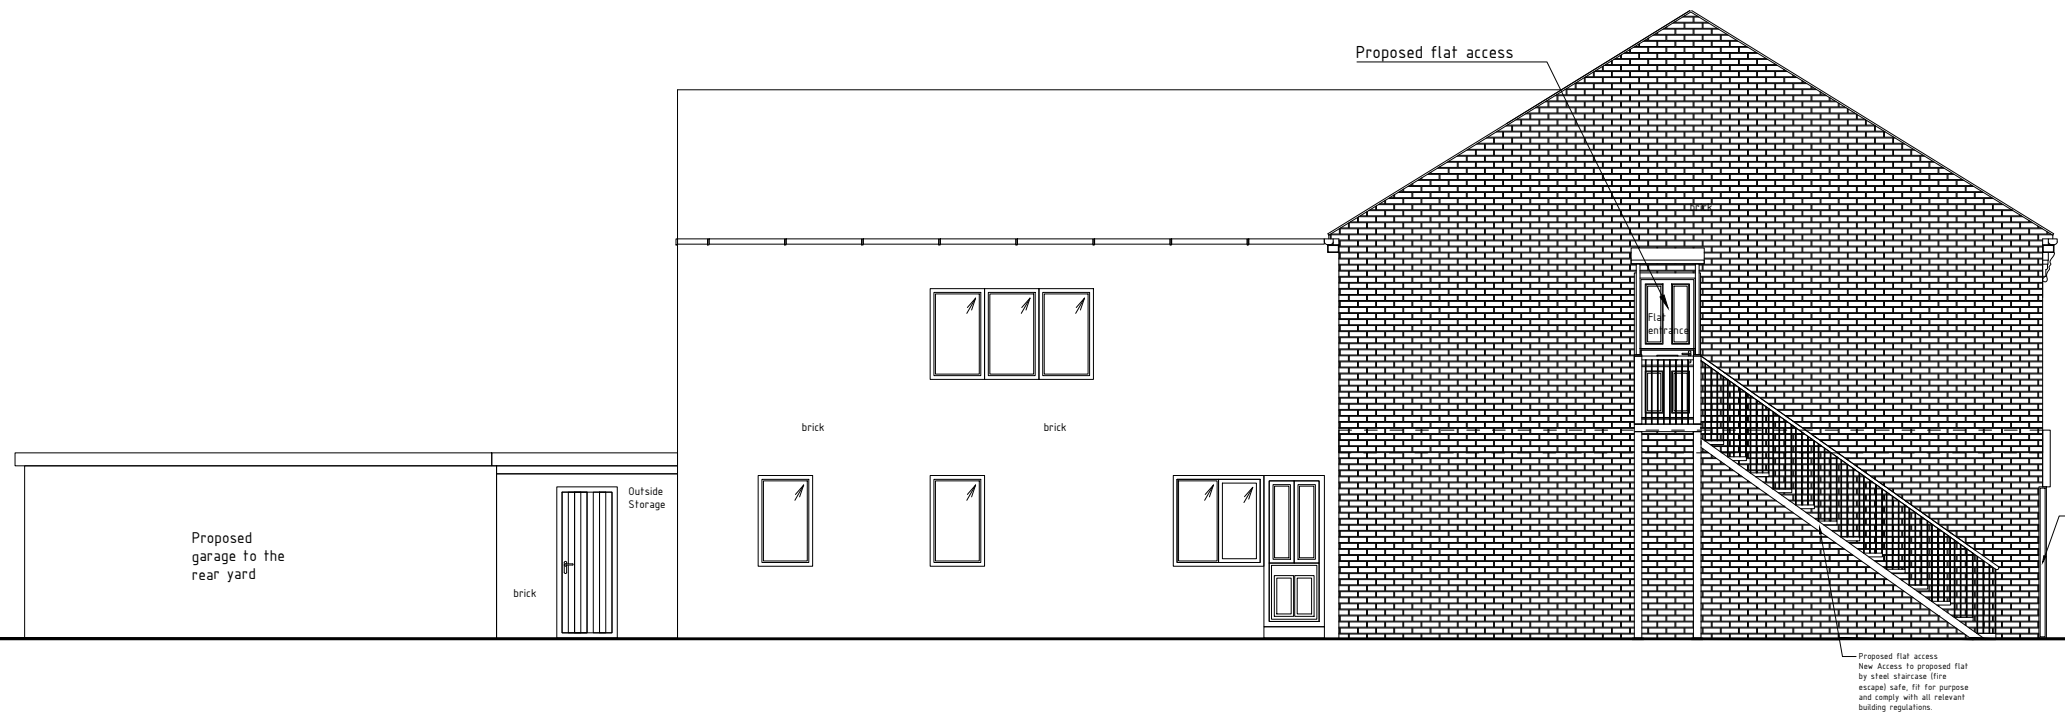 Proposed flat access
brick
Flat
entrance
brick
brick
Outside
Storage
Proposed
garage to the
rear yard
brick
Proposed flat access
New Access to proposed flat
by steel staircase (fire
escape) safe, fit for purpose
and comply with all relevant
building regulations.